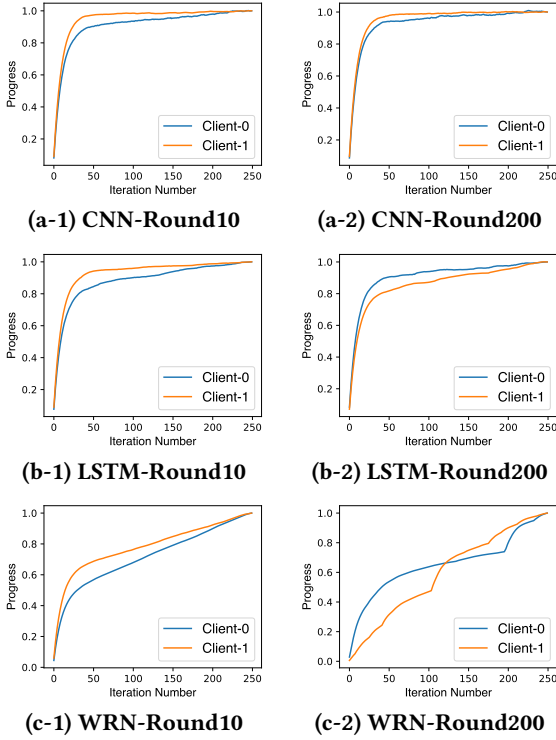 1.0
0.8
0.6
0.4
0.2
Progress
Client-0
Client-1
0 50 100 150 200 250
Iteration Number
(a-1) CNN-Round10
1.0
0.8
0.6
0.4
0.2
Progress
Client-0
Client-1
0 50 100 150 200 250
Iteration Number
(a-2) CNN-Round200
1.0
0.8
0.6
0.4
0.2
Progress
Client-0
Client-1
0 50 100 150 200 250
Iteration Number
(b-1) LSTM-Round10
1.0
0.8
0.6
0.4
0.2
Progress
Client-0
Client-1
0 50 100 150 200 250
Iteration Number
(b-2) LSTM-Round200
1.0
0.8
0.6
0.4
0.2
0.0
Progress
Client-0
Client-1
0 50 100 150 200 250
Iteration Number
(c-1) WRN-Round10
1.0
0.8
0.6
0.4
0.2
0.0
Progress
Client-0
Client-1
0 50 100 150 200 250
Iteration Number
(c-2) WRN-Round200